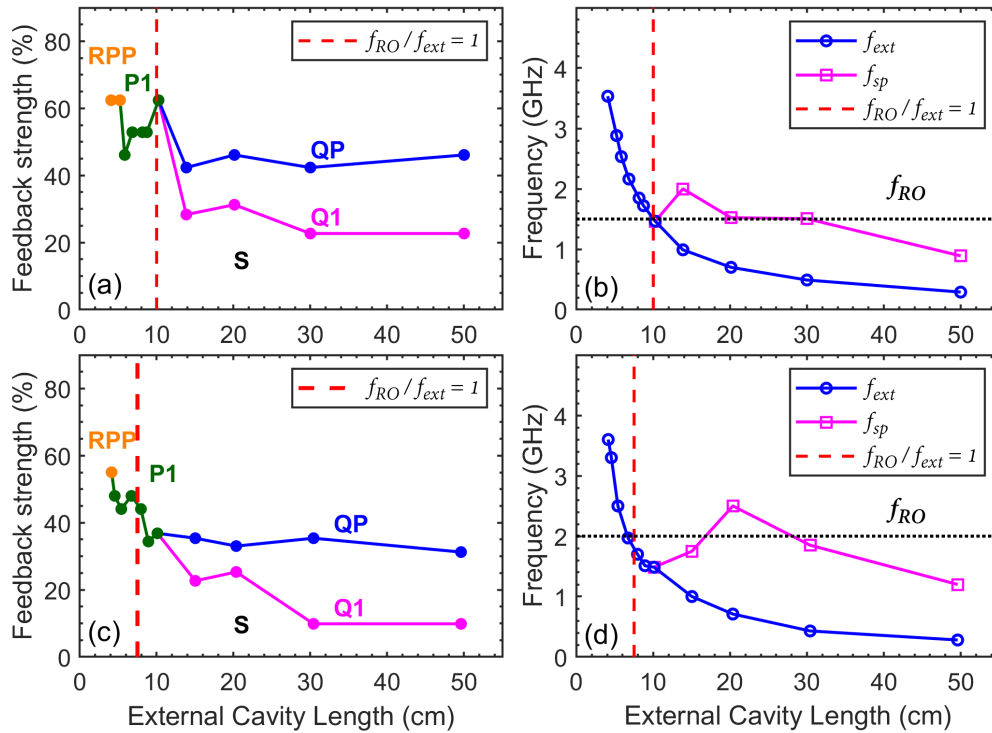 Feedback strength (%)
80
60
40
20
0
0 10 20 30 40 50
RPP
P1
QP
Q1
S
(a)
f_RO / f_ext = 1
Frequency (GHz)
4
2
1
0
0 10 20 30 40 50
f_ext
f_sp
f_RO / f_ext = 1
f_RO
(b)
Feedback strength (%)
80
60
40
20
0
0 10 20 30 40 50
External Cavity Length (cm)
RPP
P1
QP
Q1
S
(c)
f_RO / f_ext = 1
Frequency (GHz)
4
2
1
0
0 10 20 30 40 50
External Cavity Length (cm)
f_ext
f_sp
f_RO / f_ext = 1
f_RO
(d)